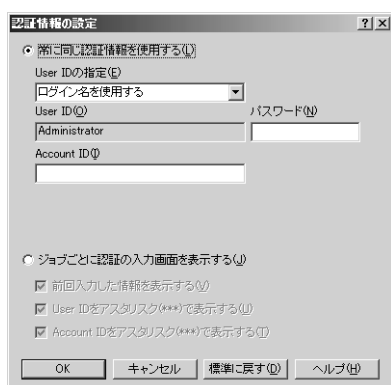 認証情報の設定
常に同じ認証情報を使用する(L)
User IDの指定(E)
ログイン名を使用する
User ID(O) パスワード(N)
Administrator
Account ID(I)
ジョブごとに認証の入力画面を表示する(J)
前回入力した情報を表示する(V)
User IDをアスタリスク(***)で表示する(U)
Account IDをアスタリスク(***)で表示する(T)
OK キャンセル 標準に戻す(D) ヘルプ(H)